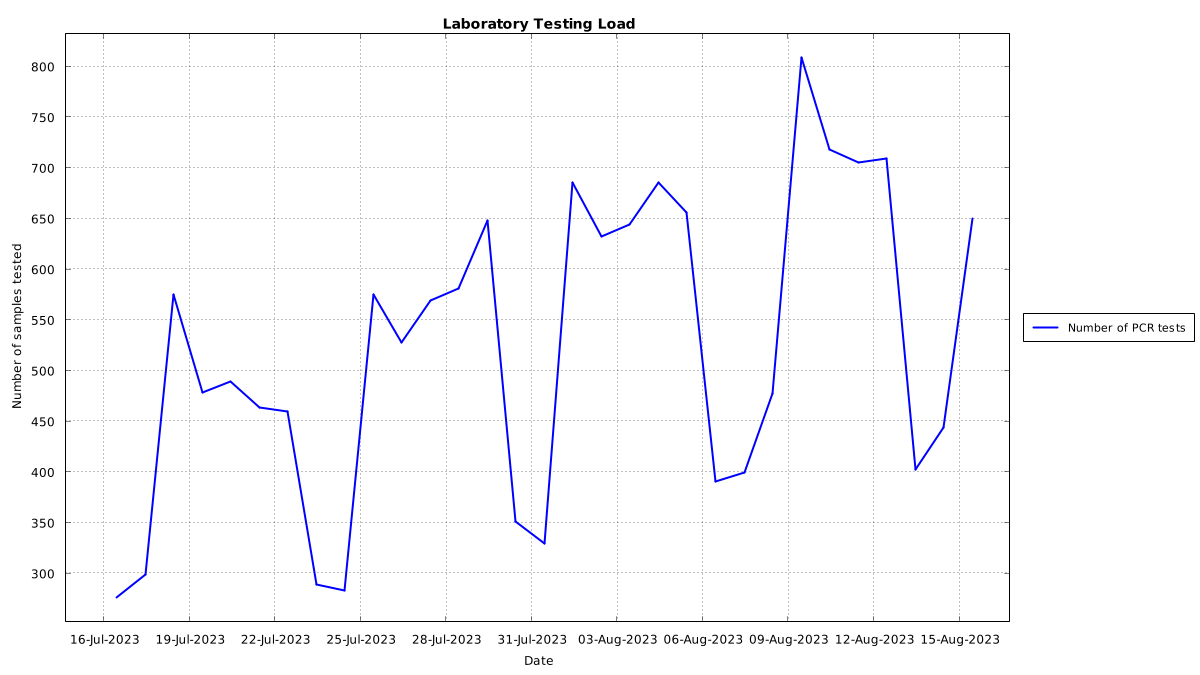 Laboratory Testing Load
Number of samples tested
800
750
700
650
600
550
500
450
400
350
300
16-Jul-2023 19-Jul-2023 22-Jul-2023 25-Jul-2023 28-Jul-2023 31-Jul-2023 03-Aug-2023 06-Aug-2023 09-Aug-2023 12-Aug-2023 15-Aug-2023
Date
Number of PCR tests